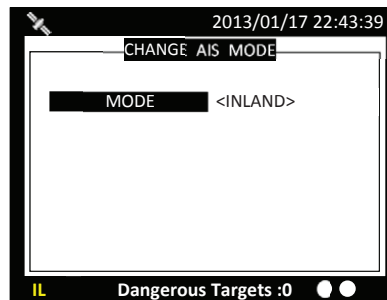 2013/01/17 22:43:39
CHANGE AIS MODE
MODE <INLAND>
IL Dangerous Targets :0